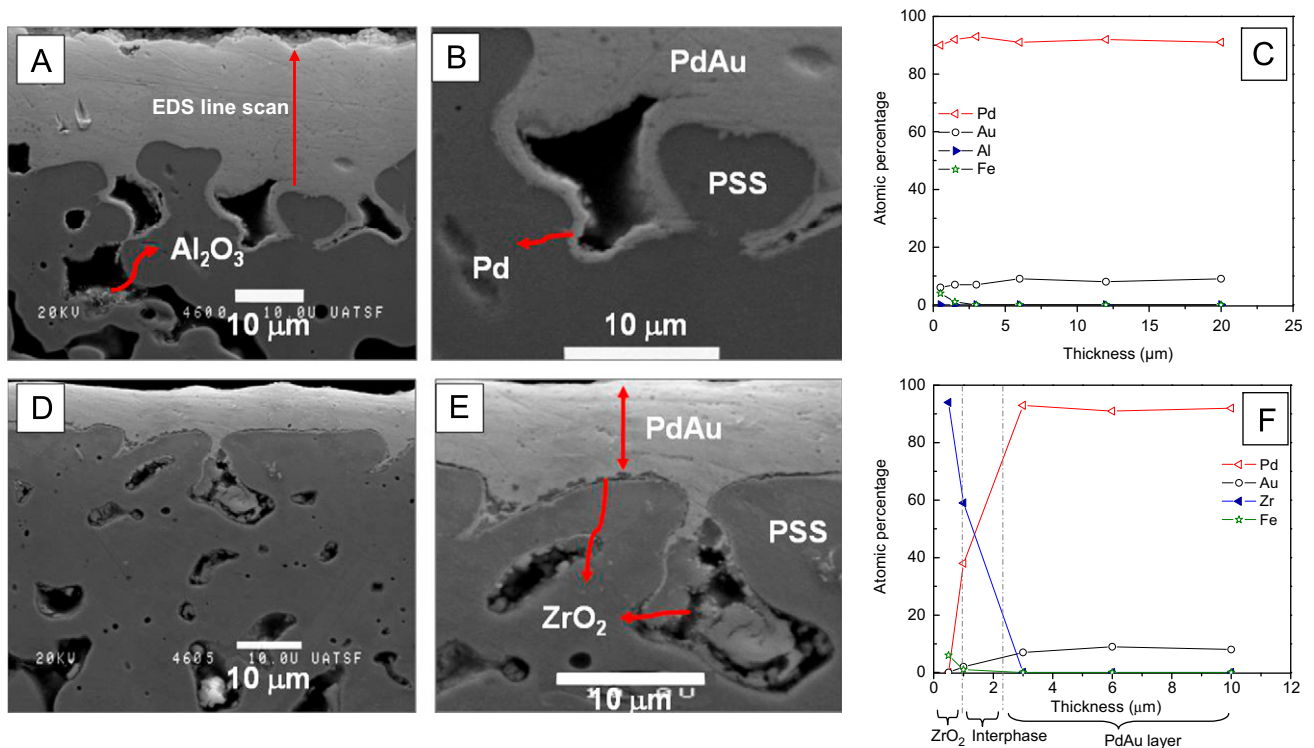 A
EDS line scan
Al₂O₃
20KV 4600 10.0U UATSF
10 μm
B
PdAu
PSS
Pd
10 μm
C
100
80
60
40
20
0
Atomic percentage
Pd
Au
Al
Fe
0 5 10 15 20 25
Thickness (μm)
D
20KV 4605 10.0U UATSF
10 μm
E
PdAu
PSS
ZrO₂
10 μm
F
100
80
60
40
20
0
Atomic percentage
Pd
Au
Zr
Fe
0 2 4 6 8 10 12
Thickness (μm)
ZrO₂ Interphase PdAu layer